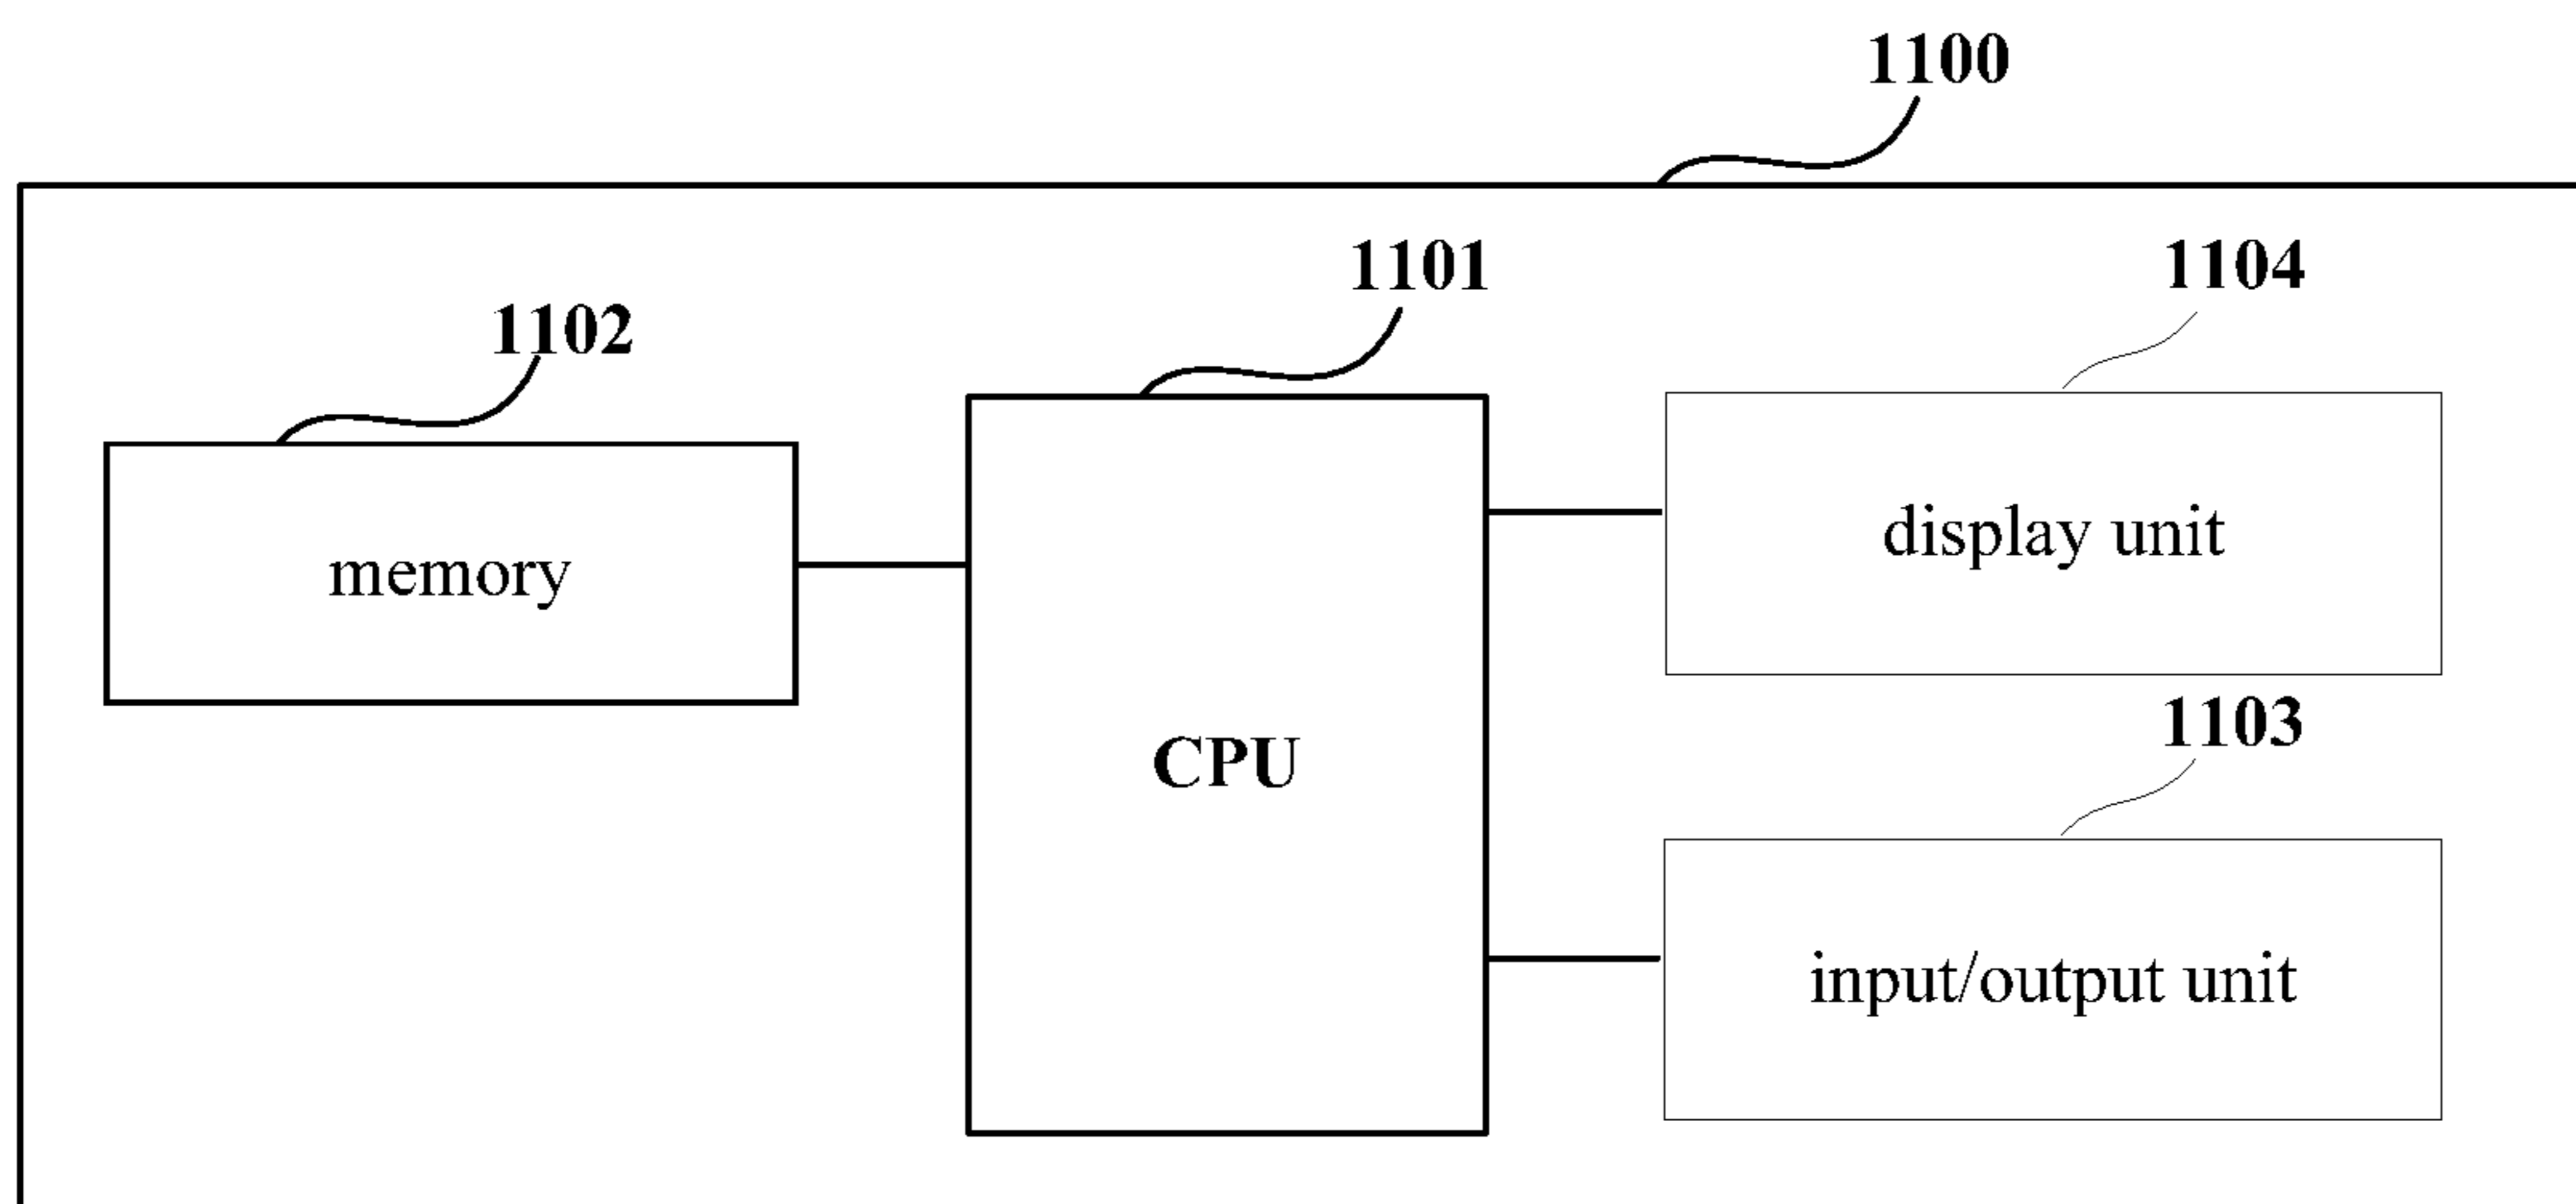 1100
1101
1104
1102
display unit
memory
1103
CPU
input/output unit